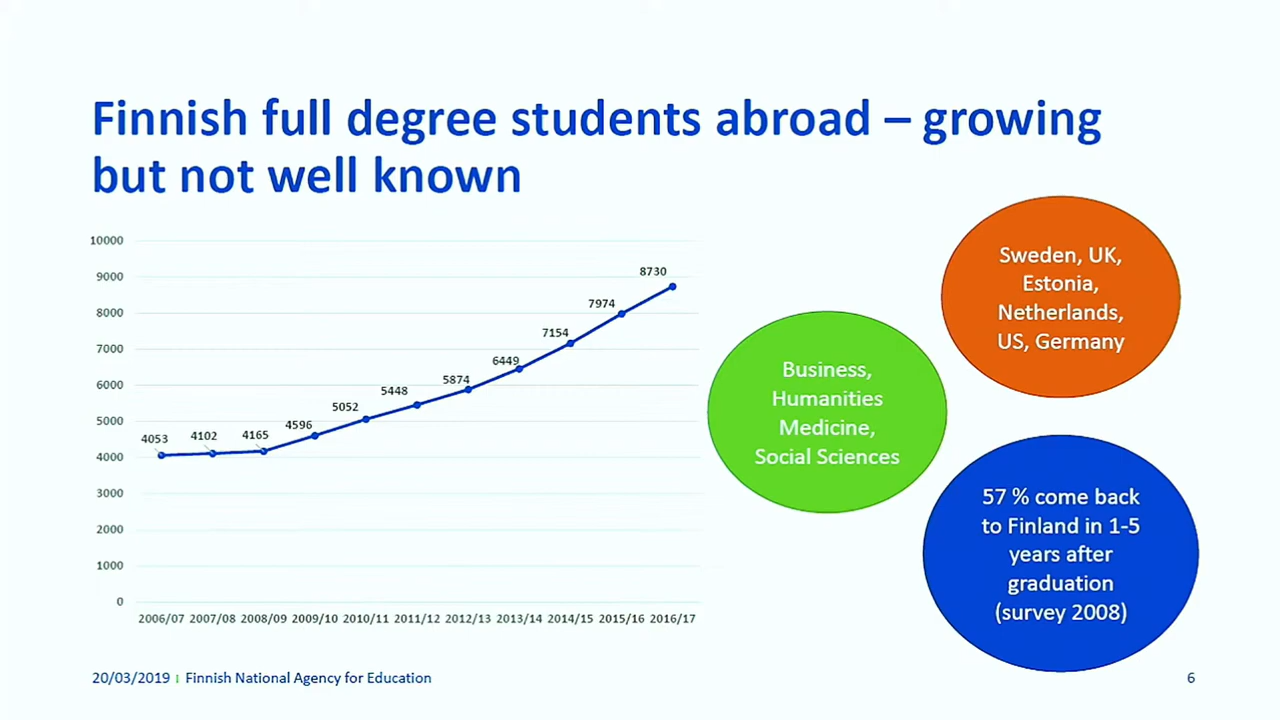 Finnish full degree students abroad – growing
but not well known
10000
9000
8000
7000
6000
5000
4000
3000
2000
1000
0
4053
4102
4165
4596
5052
5448
5874
6449
7154
7974
8730
2006/07 2007/08 2008/09 2009/10 2010/11 2011/12 2012/13 2013/14 2014/15 2015/16 2016/17
Business,
Humanities
Medicine,
Social Sciences
Sweden, UK,
Estonia,
Netherlands,
US, Germany
57 % come back
to Finland in 1-5
years after
graduation
(survey 2008)
20/03/2019 Finnish National Agency for Education
6